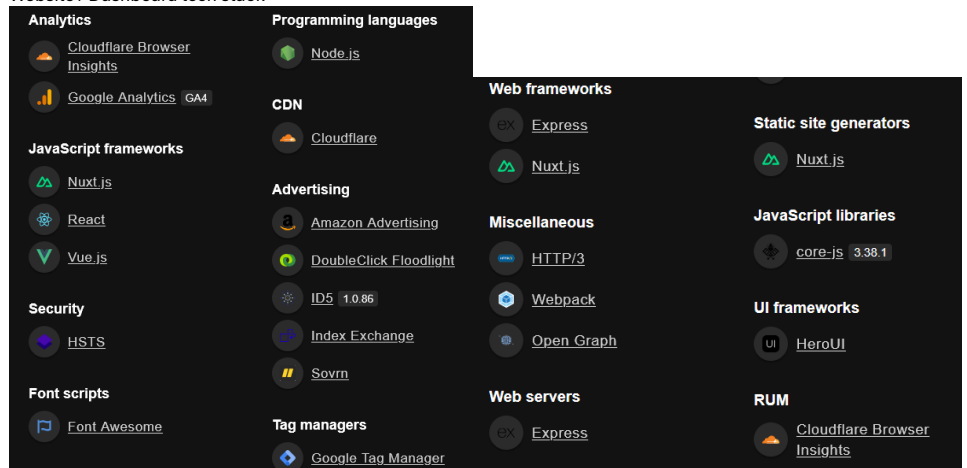 Analytics
Cloudflare Browser
Insights
Google Analytics GA4
JavaScript frameworks
Nuxt.js
React
Vue.js
Security
HSTS
Font scripts
Font Awesome
Programming languages
Node.js
CDN
Cloudflare
Advertising
Amazon Advertising
DoubleClick Floodlight
ID5 1.0.86
Index Exchange
Sovrn
Tag managers
Google Tag Manager
Web frameworks
ex Express
Nuxt.js
Miscellaneous
HTTP/3
Webpack
Open Graph
Web servers
ex Express
Static site generators
Nuxt.js
JavaScript libraries
core-js 3.38.1
UI frameworks
UI HeroUI
RUM
Cloudflare Browser
Insights